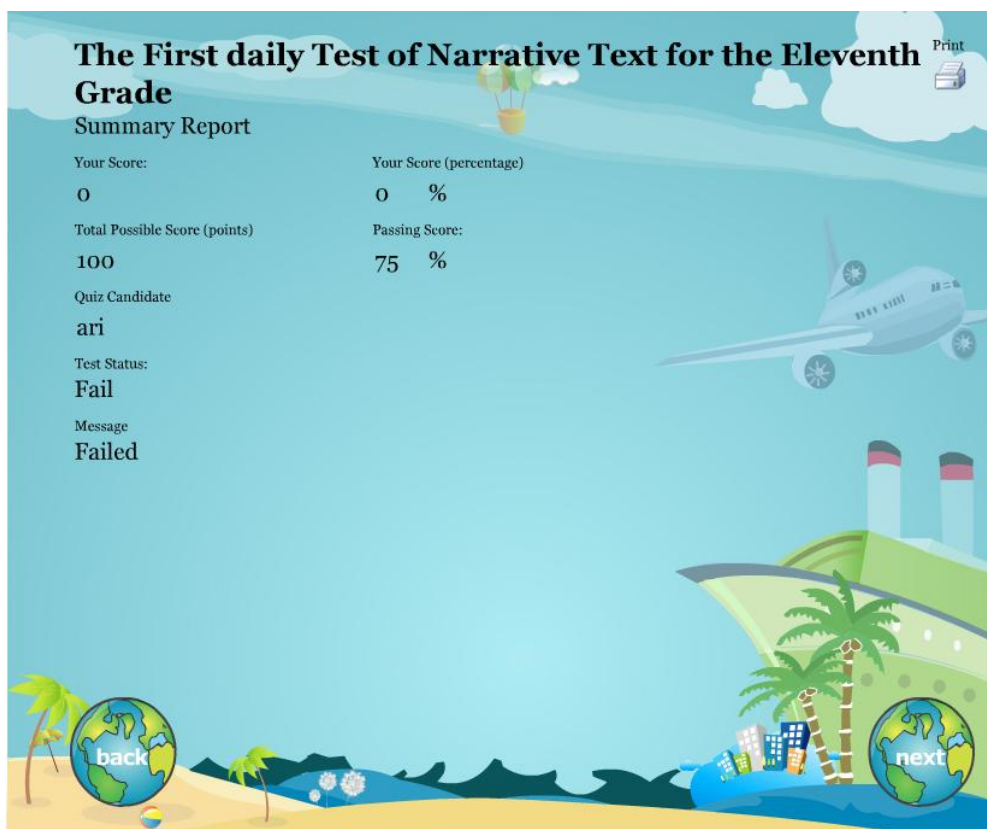 The First daily Test of Narrative Text for the Eleventh
Grade
Print
Summary Report
Your Score:
0
Your Score (percentage)
0 %
Total Possible Score (points)
100
Passing Score:
75 %
Quiz Candidate
ari
Test Status:
Fail
Message
Failed
back
next